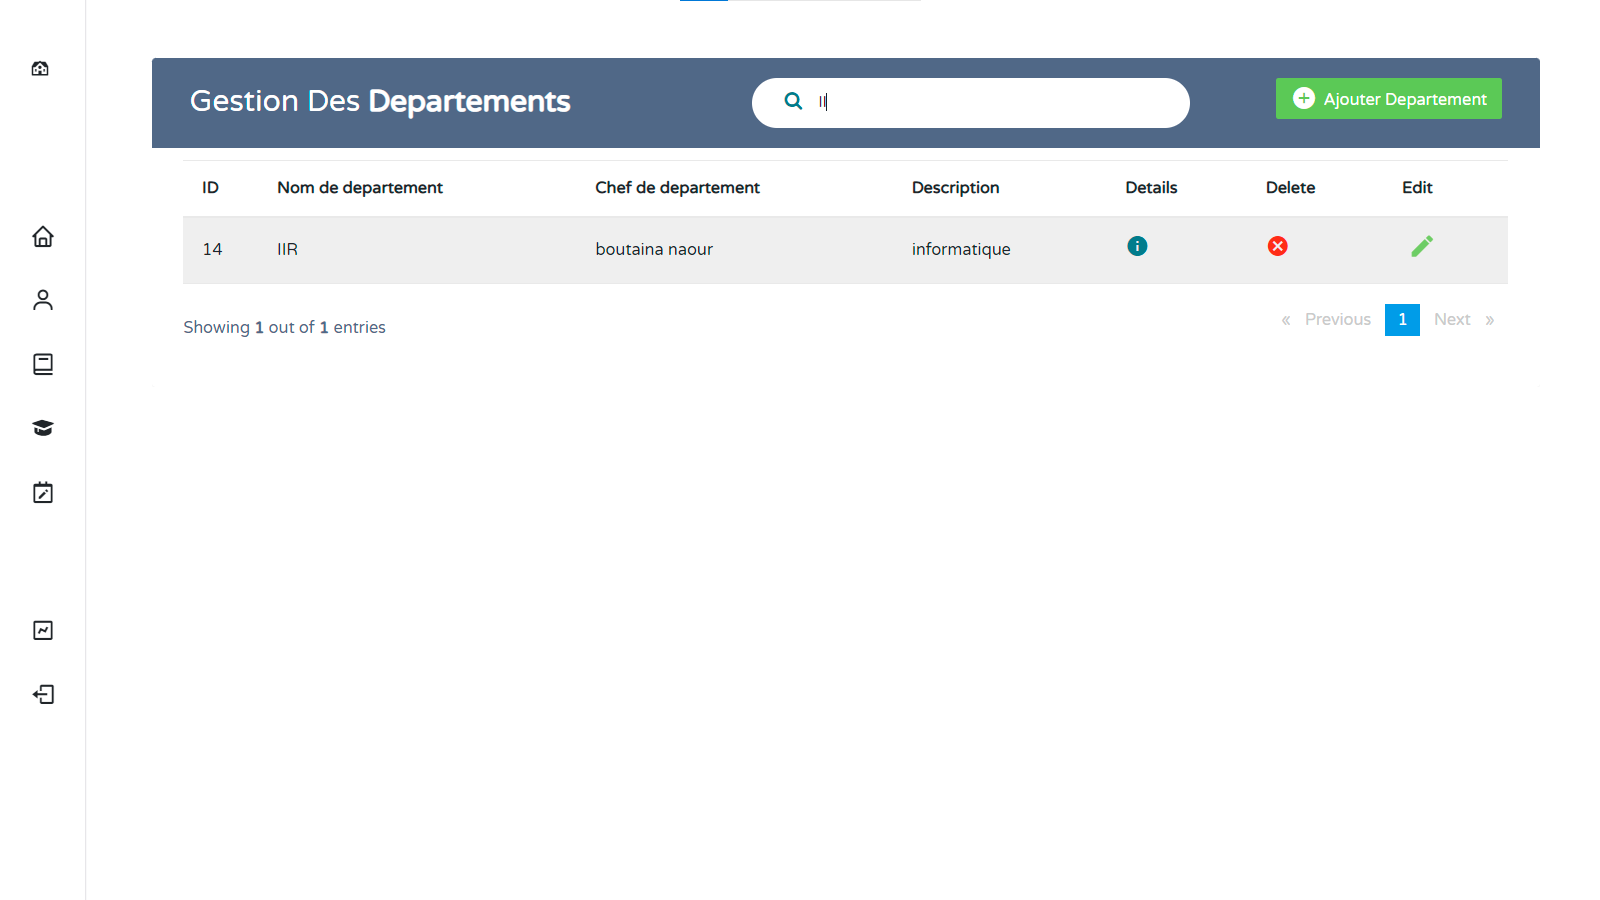 Gestion Des Departements
II
Ajouter Departement
ID Nom de departement Chef de departement Description Details Delete Edit
14 IIR boutaina naour informatique
Showing 1 out of 1 entries
« Previous 1 Next »